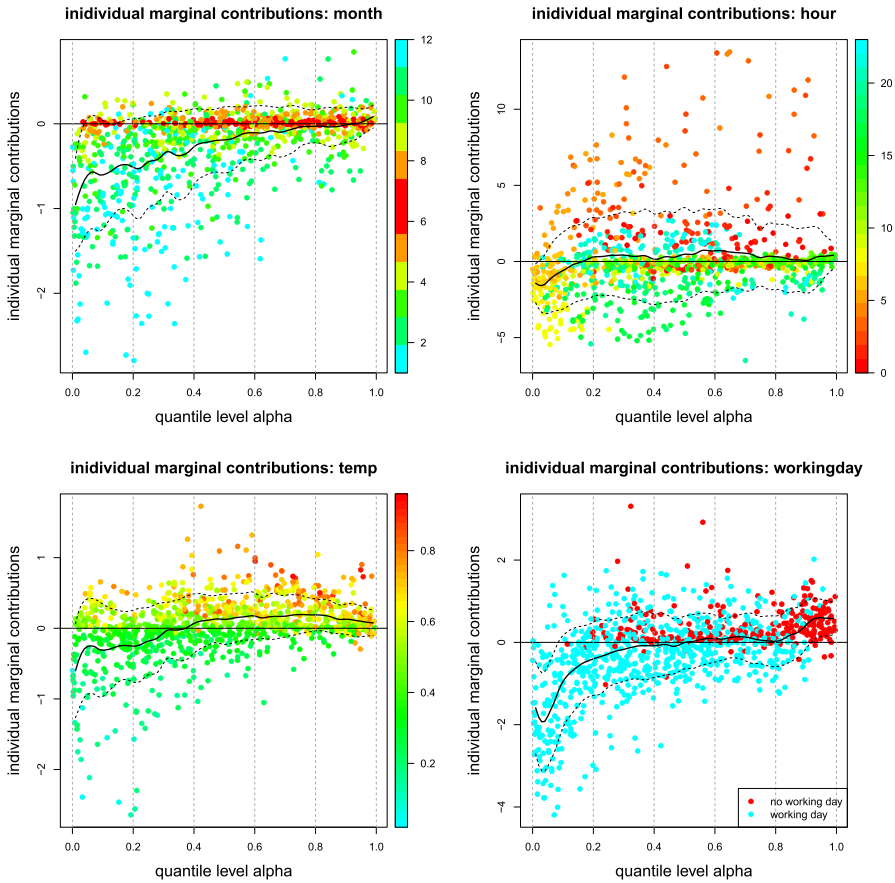 inidividual marginal contributions: month
individual marginal contributions
0
−1
−2
0.0 0.2 0.4 0.6 0.8 1.0
quantile level alpha
12
10
8
6
4
2
inidividual marginal contributions: hour
individual marginal contributions
10
5
0
−5
0.0 0.2 0.4 0.6 0.8 1.0
quantile level alpha
20
15
10
5
0
inidividual marginal contributions: temp
individual marginal contributions
1
0
−1
−2
0.0 0.2 0.4 0.6 0.8 1.0
quantile level alpha
0.8
0.6
0.4
0.2
inidividual marginal contributions: workingday
individual marginal contributions
2
0
−2
−4
no working day
working day
0.0 0.2 0.4 0.6 0.8 1.0
quantile level alpha